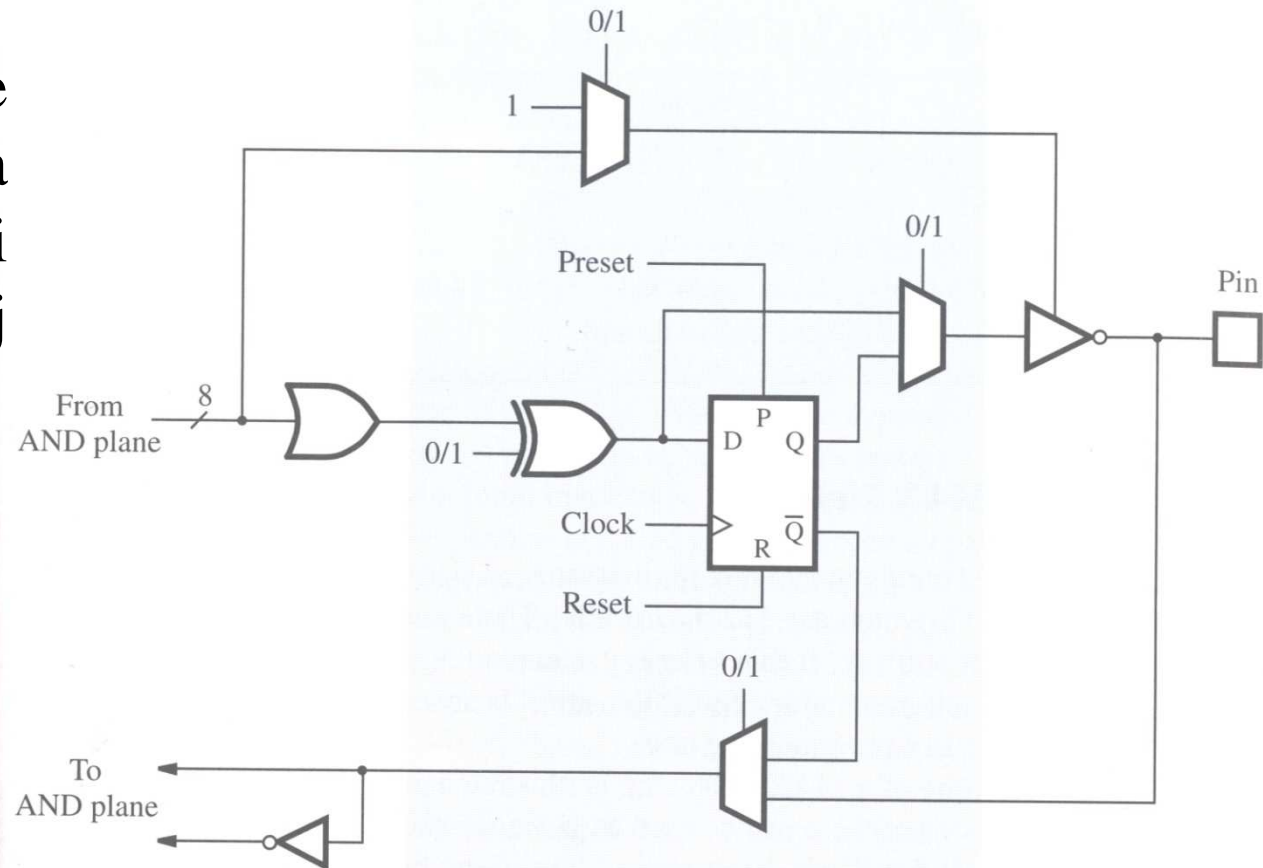 e
a
i
j
0/1
1
0/1
Preset
Pin
8
From
AND plane
0/1
P
D
Q
Clock
Q̅
R
Reset
0/1
To
AND plane